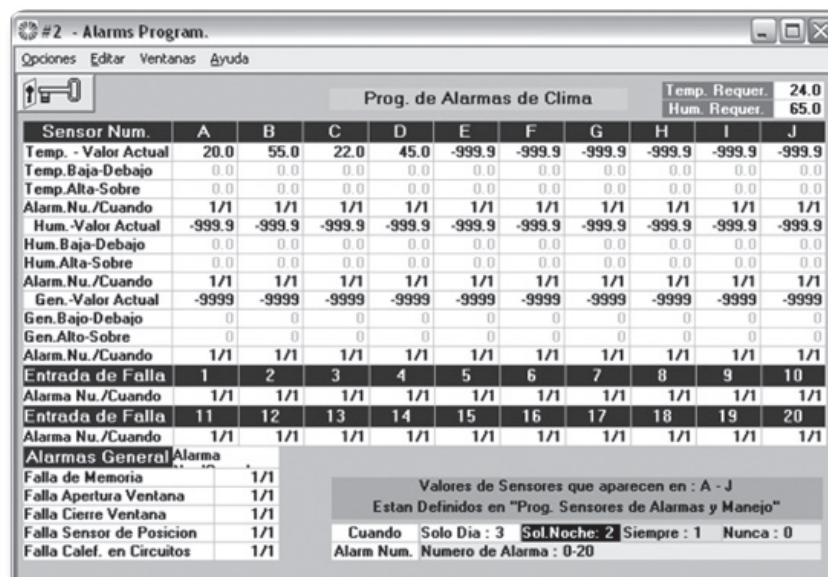 #2 - Alarms Program.
Opciones Editar Ventanas Ayuda
Prog. de Alarmas de Clima
Temp. Requer. 24.0
Hum. Requer. 65.0
Sensor Num. A B C D E F G H I J
Temp. - Valor Actual 20.0 55.0 22.0 45.0 -999.9 -999.9 -999.9 -999.9 -999.9 -999.9
Temp.Baja-Debajo 0.0 0.0 0.0 0.0 0.0 0.0 0.0 0.0 0.0 0.0
Temp.Alta-Sobre 0.0 0.0 0.0 0.0 0.0 0.0 0.0 0.0 0.0 0.0
Alarm.Nu./Cuando 1/1 1/1 1/1 1/1 1/1 1/1 1/1 1/1 1/1 1/1
Hum.-Valor Actual -999.9 -999.9 -999.9 -999.9 -999.9 -999.9 -999.9 -999.9 -999.9 -999.9
Hum.Baja-Debajo 0.0 0.0 0.0 0.0 0.0 0.0 0.0 0.0 0.0 0.0
Hum.Alta-Sobre 0.0 0.0 0.0 0.0 0.0 0.0 0.0 0.0 0.0 0.0
Alarm.Nu./Cuando 1/1 1/1 1/1 1/1 1/1 1/1 1/1 1/1 1/1 1/1
Gen.-Valor Actual -9999 -9999 -9999 -9999 -9999 -9999 -9999 -9999 -9999 -9999
Gen.Bajo-Debajo 0 0 0 0 0 0 0 0 0 0
Gen.Alto-Sobre 0 0 0 0 0 0 0 0 0 0
Alarm.Nu./Cuando 1/1 1/1 1/1 1/1 1/1 1/1 1/1 1/1 1/1 1/1
Entrada de Falla 1 2 3 4 5 6 7 8 9 10
Alarma Nu./Cuando 1/1 1/1 1/1 1/1 1/1 1/1 1/1 1/1 1/1 1/1
Entrada de Falla 11 12 13 14 15 16 17 18 19 20
Alarma Nu./Cuando 1/1 1/1 1/1 1/1 1/1 1/1 1/1 1/1 1/1 1/1
Alarmas General Alarma
Falla de Memoria 1/1
Falla Apertura Ventana 1/1
Falla Cierre Ventana 1/1
Falla Sensor de Posicion 1/1
Falla Calef. en Circuitos 1/1
Valores de Sensores que aparecen en : A - J
Estan Definidos en "Prog. Sensores de Alarmas y Manejo"
Cuando Solo Dia : 3 Sol.Noche: 2 Siempre : 1 Nunca : 0
Alarm Num. Numero de Alarma : 0-20